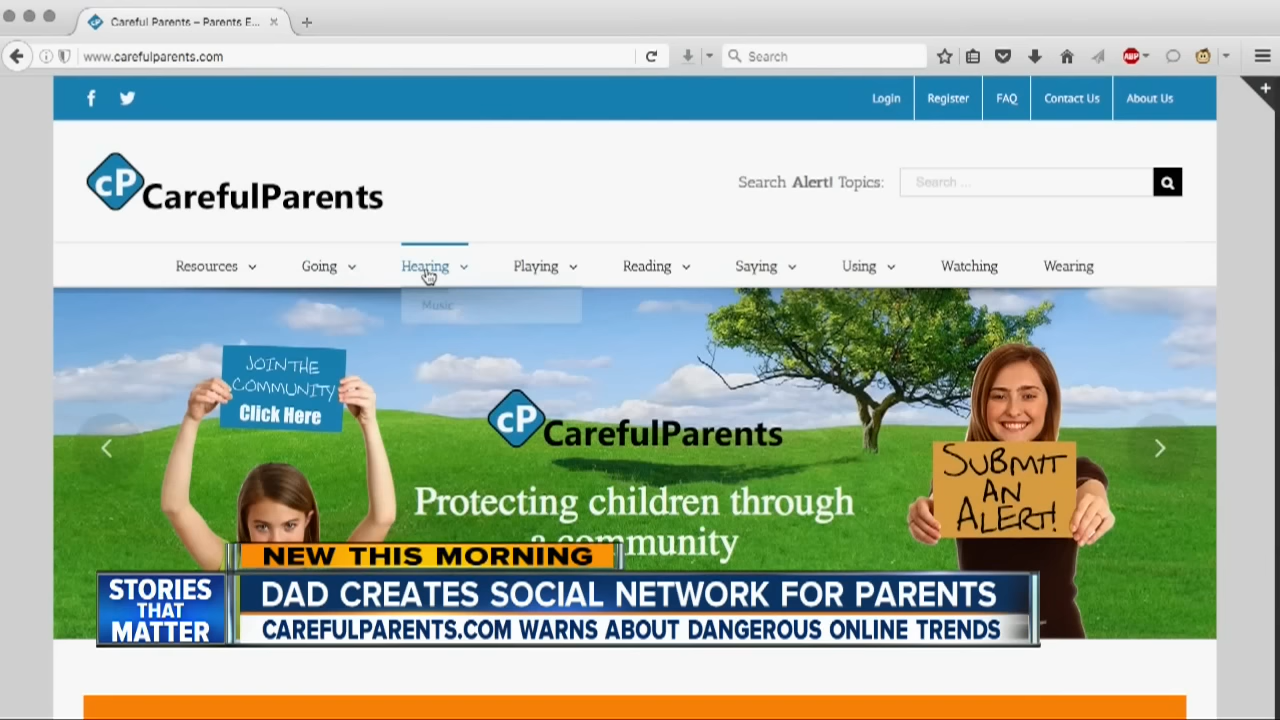 Careful Parents – Parents E...
www.carefulparents.com
Search
Login
Register
FAQ
Contact Us
About Us
cP CarefulParents
Search Alert! Topics:
Search ...
Resources
Going
Hearing
Playing
Reading
Saying
Using
Watching
Wearing
Music
JOIN THE
COMMUNITY
Click Here
cP CarefulParents
Protecting children through
a community
SUBMIT
AN
ALERT!
NEW THIS MORNING
STORIES
THAT
MATTER
DAD CREATES SOCIAL NETWORK FOR PARENTS
CAREFULPARENTS.COM WARNS ABOUT DANGEROUS ONLINE TRENDS